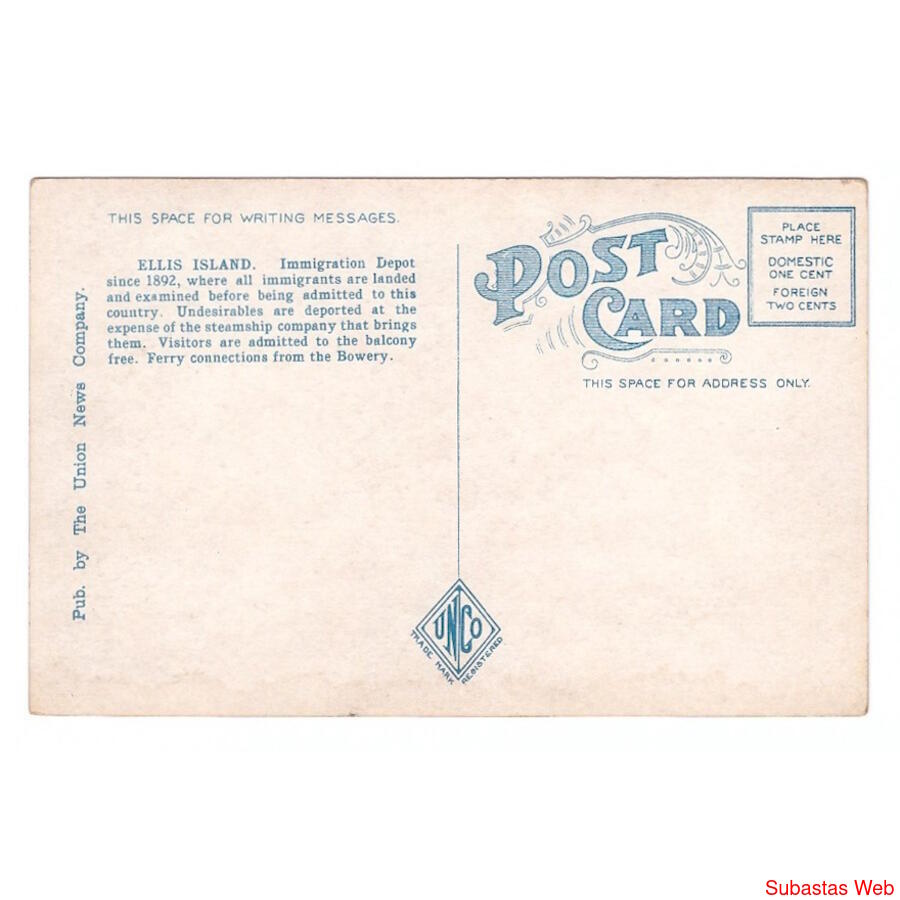 THIS SPACE FOR WRITING MESSAGES.
ELLIS ISLAND. Immigration Depot
since 1892, where all immigrants are landed
and examined before being admitted to this
country. Undesirables are deported at the
expense of the steamship company that brings
them. Visitors are admitted to the balcony
free. Ferry connections from the Bowery.
Pub. by The Union News Company.
POST
CARD
PLACE
STAMP HERE
DOMESTIC
ONE CENT
FOREIGN
TWO CENTS
THIS SPACE FOR ADDRESS ONLY.
UNCO
TRADE MARK
REGISTERED
Subastas Web